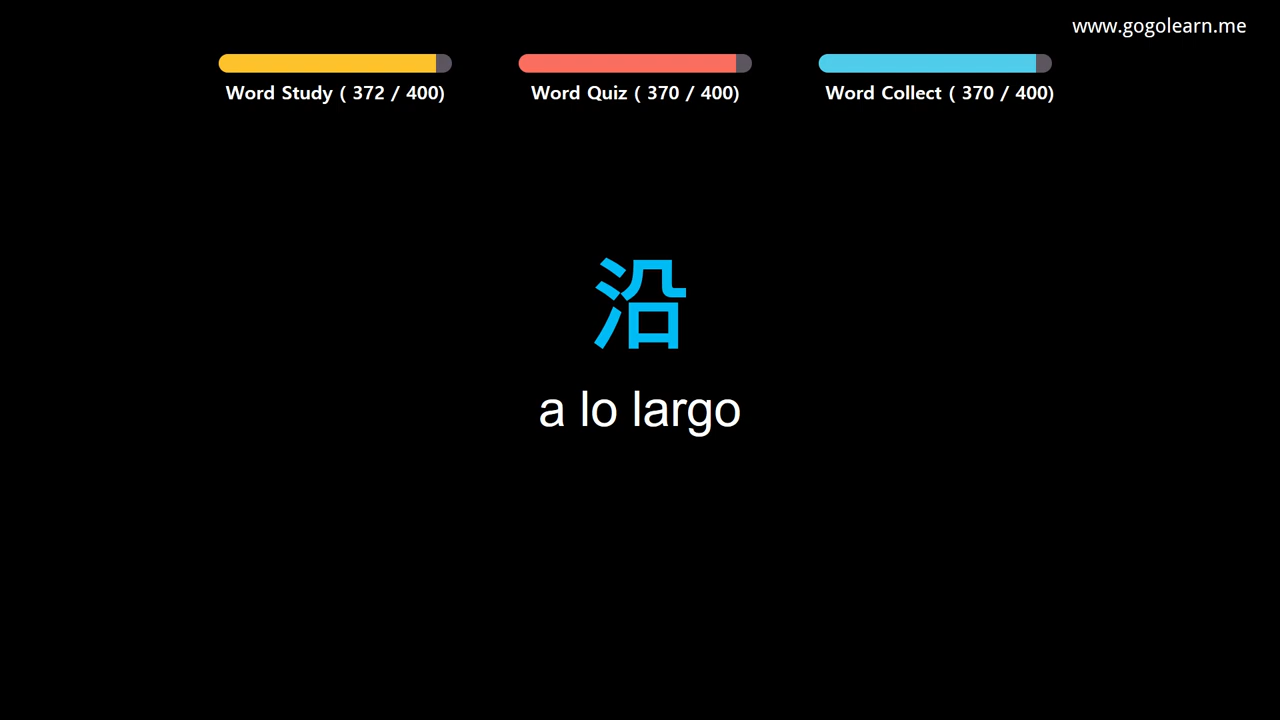 www.gogolearn.me
Word Study ( 372 / 400)
Word Quiz ( 370 / 400)
Word Collect ( 370 / 400)
沿
a lo largo